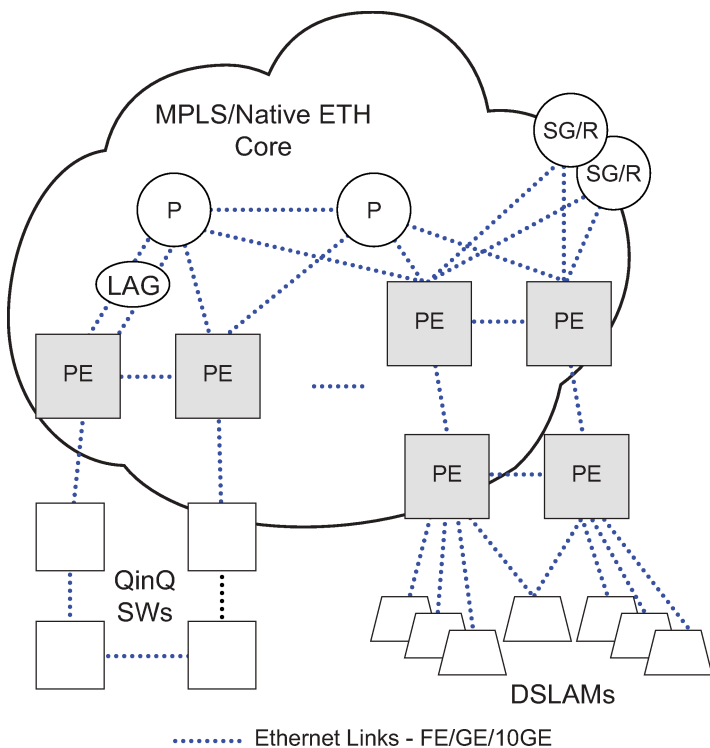 MPLS/Native ETH
Core
SG/R
SG/R
P
P
LAG
PE
PE
PE
PE
PE
PE
QinQ
SWs
DSLAMs
Ethernet Links - FE/GE/10GE